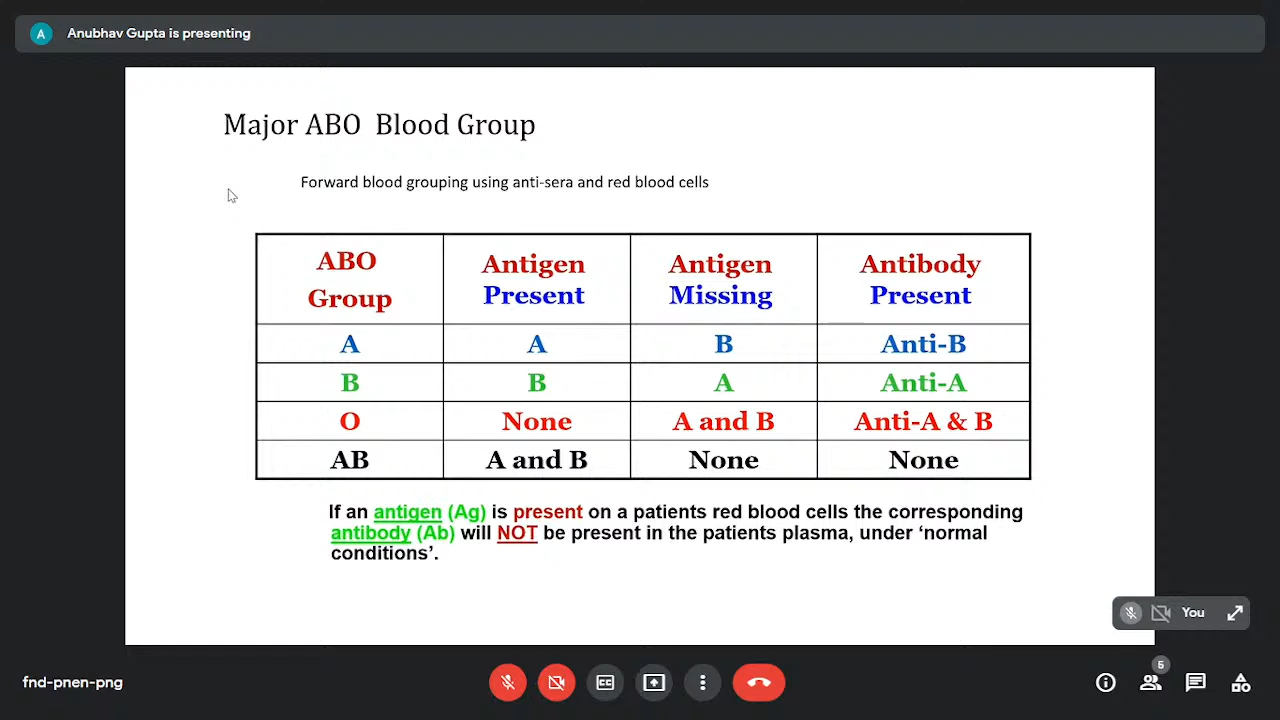 A Anubhav Gupta is presenting
Major ABO Blood Group
Forward blood grouping using anti-sera and red blood cells
ABO Group Antigen Present Antigen Missing Antibody Present
A A B Anti-B
B B A Anti-A
O None A and B Anti-A & B
AB A and B None None
If an antigen (Ag) is present on a patients red blood cells the corresponding
antibody (Ab) will NOT be present in the patients plasma, under ‘normal
conditions’.
You
5
fnd-pnen-png
CC